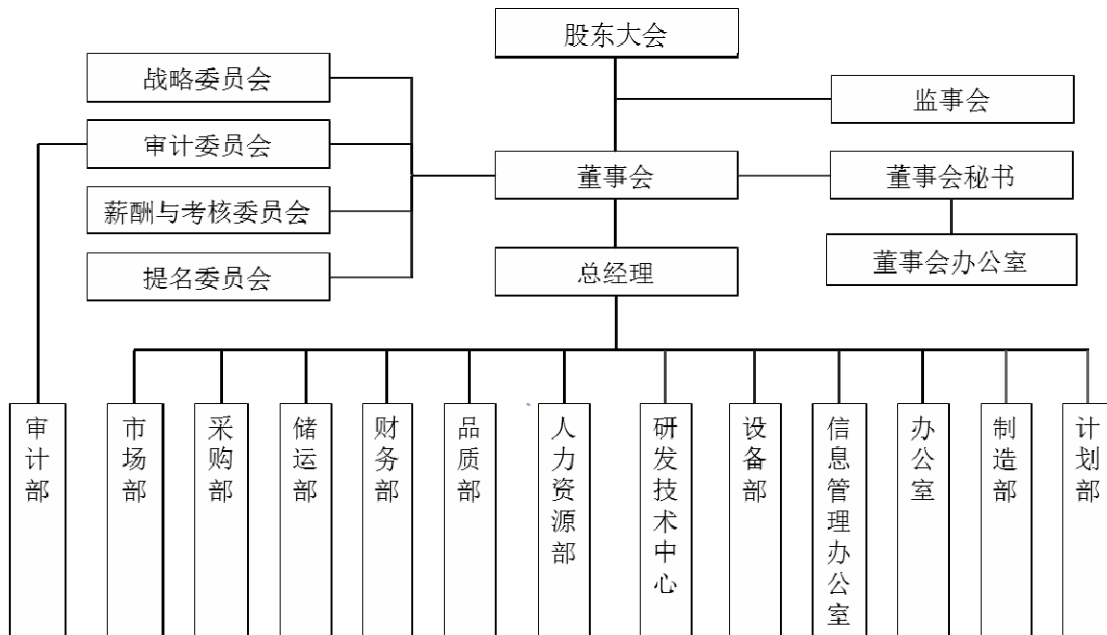 股东大会
战略委员会
监事会
审计委员会
董事会
董事会秘书
薪酬与考核委员会
董事会办公室
提名委员会
总经理
审计部
市场部
采购部
储运部
财务部
品质部
人力资源部
研发技术中心
设备部
信息管理办公室
办公室
制造部
计划部